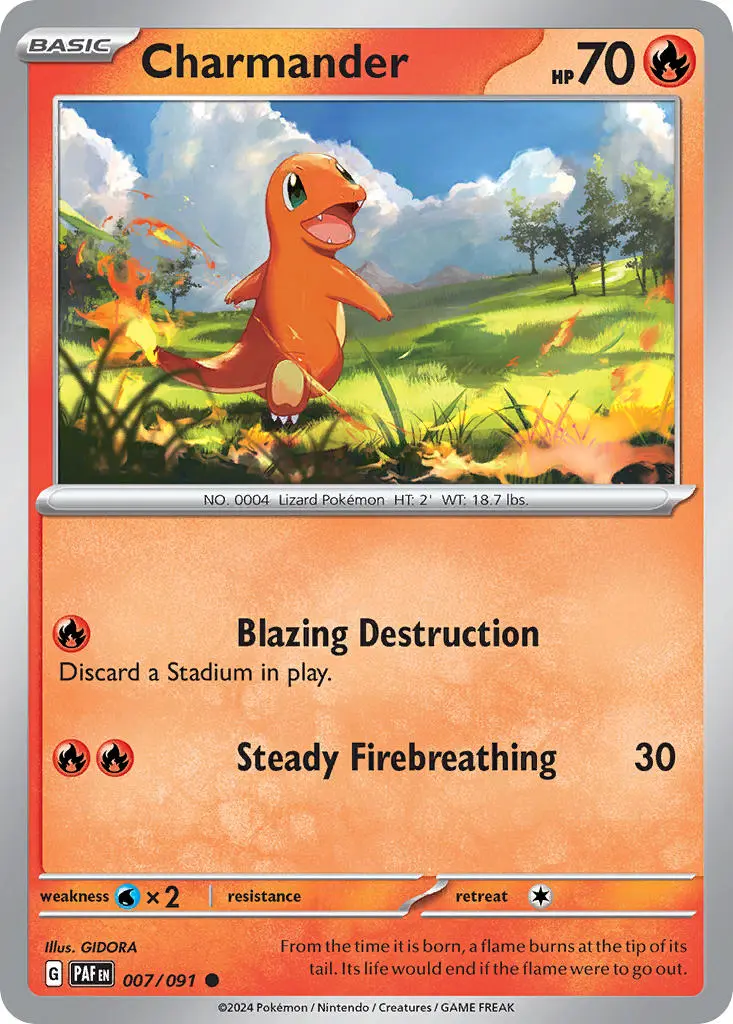 BASIC
Charmander
HP 70
NO. 0004 Lizard Pokémon HT: 2' WT: 18.7 lbs.
Blazing Destruction
Discard a Stadium in play.
Steady Firebreathing 30
weakness ×2 resistance retreat
Illus. GIDORA
From the time it is born, a flame burns at the tip of its
tail. Its life would end if the flame were to go out.
G PAF EN 007/091
©2024 Pokémon / Nintendo / Creatures / GAME FREAK